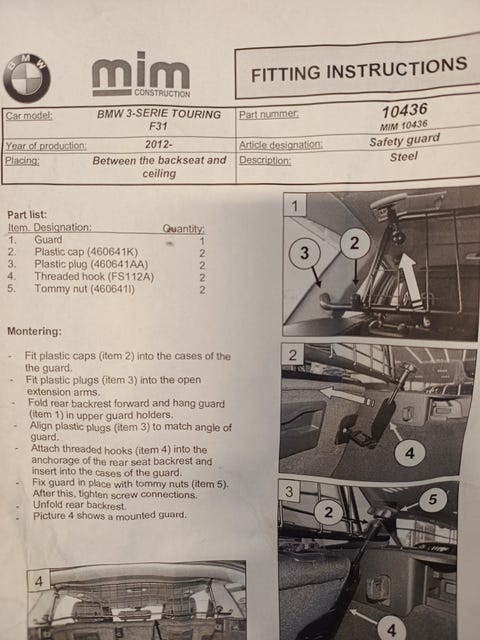 BMW
mim
CONSTRUCTION
FITTING INSTRUCTIONS
Car model: BMW 3-SERIE TOURING F31
Part number: 10436
MIM 10436
Year of production: 2012-
Article designation: Safety guard
Placing: Between the backseat and ceiling
Description: Steel
Part list:
Item. Designation: Quantity:
1. Guard 1
2. Plastic cap (460641K) 2
3. Plastic plug (460641AA) 2
4. Threaded hook (FS112A) 2
5. Tommy nut (460641I) 2
Montering:
- Fit plastic caps (item 2) into the cases of the
the guard.
- Fit plastic plugs (item 3) into the open
extension arms.
- Fold rear backrest forward and hang guard
(item 1) in upper guard holders.
- Align plastic plugs (item 3) to match angle of
guard.
- Attach threaded hooks (item 4) into the
anchorage of the rear seat backrest and
insert into the cases of the guard.
- Fix guard in place with tommy nuts (item 5).
After this, tighten screw connections.
- Unfold rear backrest.
- Picture 4 shows a mounted guard.
1
3
2
2
4
3
2
5
4
4